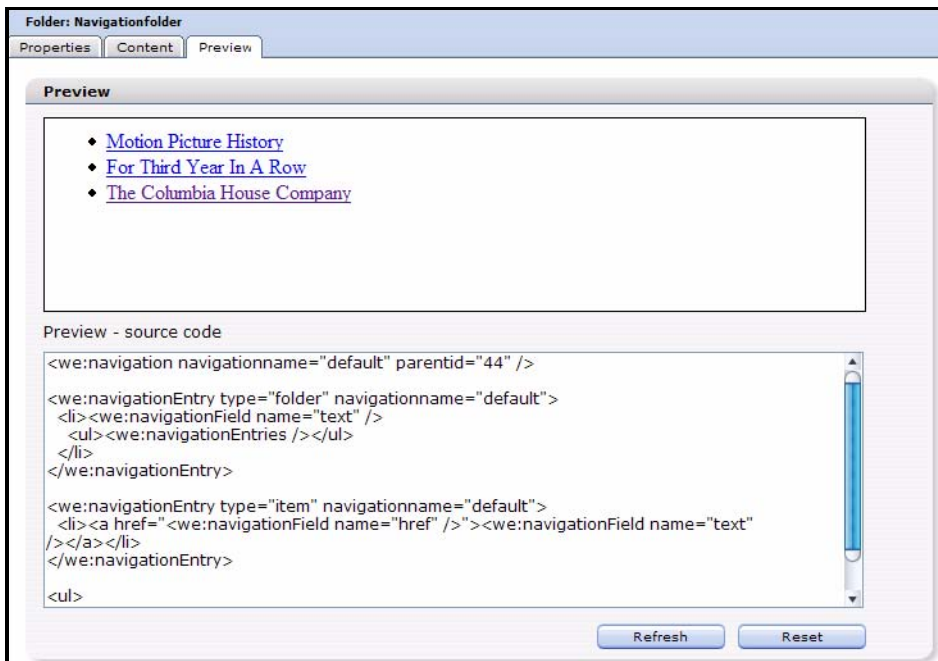 Folder: Navigationfolder
Properties Content Preview
Preview
Motion Picture History
For Third Year In A Row
The Columbia House Company
Preview - source code
<we:navigation navigationname="default" parentid="44" />
<we:navigationEntry type="folder" navigationname="default">
<li><we:navigationField name="text" />
<ul><we:navigationEntries /></ul>
</li>
</we:navigationEntry>
<we:navigationEntry type="item" navigationname="default">
<li><a href="<we:navigationField name="href" />"><we:navigationField name="text"
/></a></li>
</we:navigationEntry>
<ul>
Refresh Reset